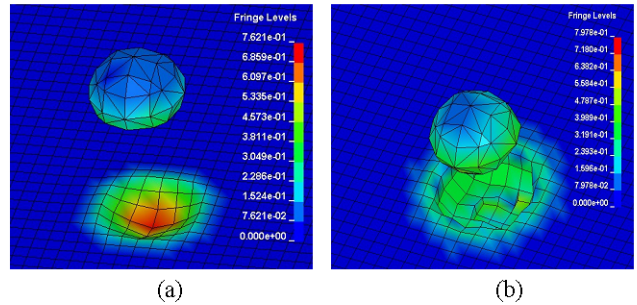 Fringe Levels
7.621e-01
6.859e-01
6.097e-01
5.335e-01
4.573e-01
3.811e-01
3.049e-01
2.286e-01
1.524e-01
7.621e-02
0.000e+00
(a)
Fringe Levels
7.978e-01
7.180e-01
6.382e-01
5.584e-01
4.787e-01
3.989e-01
3.191e-01
2.393e-01
1.596e-01
7.978e-02
0.000e+00
(b)